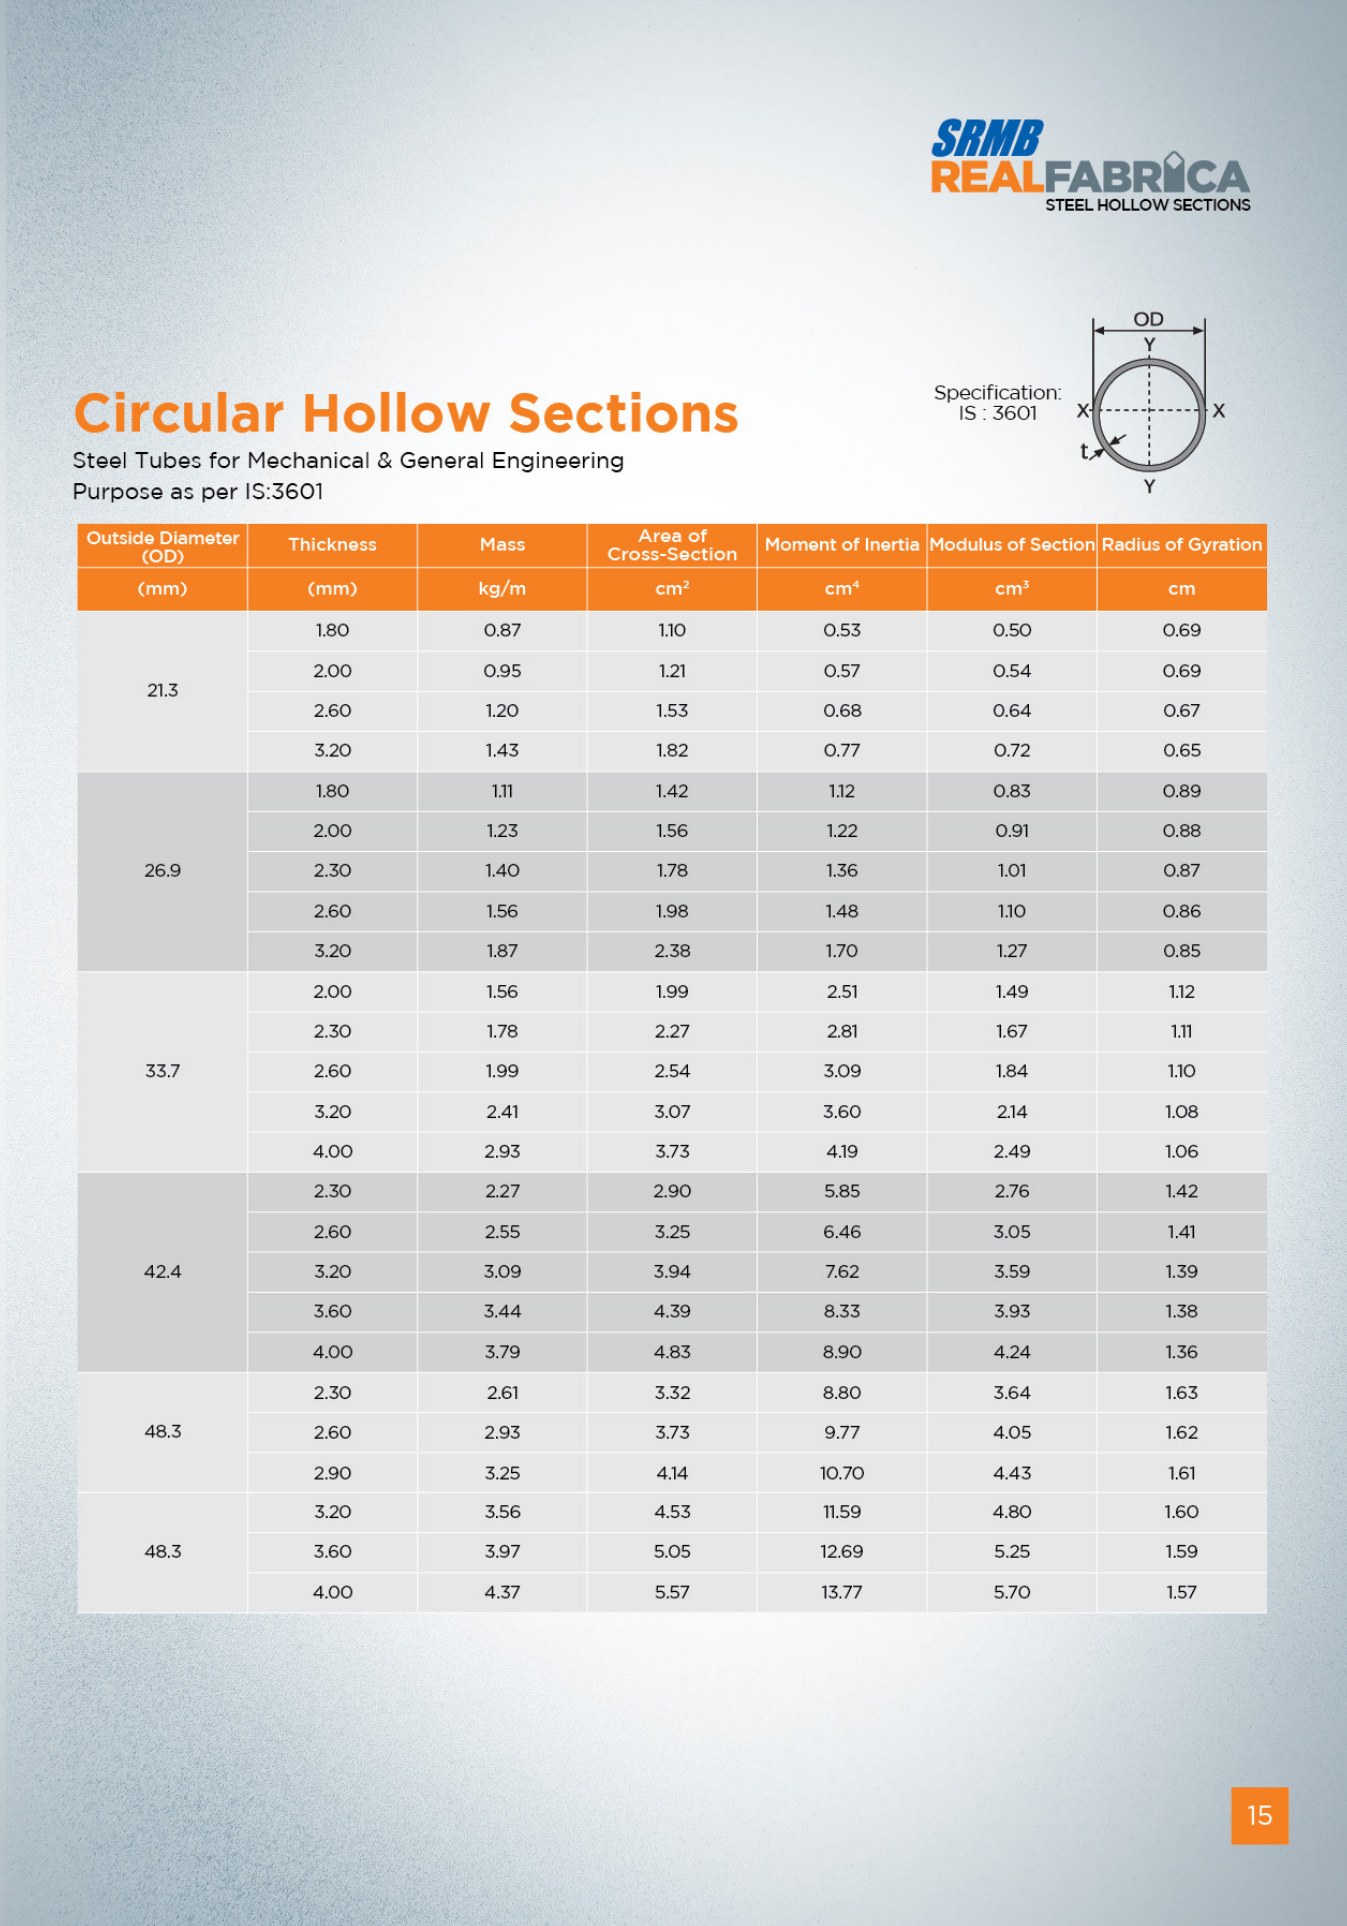 SRMB
REALFABRICA
STEEL HOLLOW SECTIONS
OD
Y
Specification:
IS : 3601
X
X
t
Y
Circular Hollow Sections
Steel Tubes for Mechanical & General Engineering
Purpose as per IS:3601
Outside Diameter (OD) Thickness Mass Area of Cross-Section Moment of Inertia Modulus of Section Radius of Gyration
(mm) (mm) kg/m cm² cm⁴ cm³ cm
21.3
1.80 0.87 1.10 0.53 0.50 0.69
2.00 0.95 1.21 0.57 0.54 0.69
2.60 1.20 1.53 0.68 0.64 0.67
3.20 1.43 1.82 0.77 0.72 0.65
26.9
1.80 1.11 1.42 1.12 0.83 0.89
2.00 1.23 1.56 1.22 0.91 0.88
2.30 1.40 1.78 1.36 1.01 0.87
2.60 1.56 1.98 1.48 1.10 0.86
3.20 1.87 2.38 1.70 1.27 0.85
33.7
2.00 1.56 1.99 2.51 1.49 1.12
2.30 1.78 2.27 2.81 1.67 1.11
2.60 1.99 2.54 3.09 1.84 1.10
3.20 2.41 3.07 3.60 2.14 1.08
4.00 2.93 3.73 4.19 2.49 1.06
42.4
2.30 2.27 2.90 5.85 2.76 1.42
2.60 2.55 3.25 6.46 3.05 1.41
3.20 3.09 3.94 7.62 3.59 1.39
3.60 3.44 4.39 8.33 3.93 1.38
4.00 3.79 4.83 8.90 4.24 1.36
48.3
2.30 2.61 3.32 8.80 3.64 1.63
2.60 2.93 3.73 9.77 4.05 1.62
2.90 3.25 4.14 10.70 4.43 1.61
48.3
3.20 3.56 4.53 11.59 4.80 1.60
3.60 3.97 5.05 12.69 5.25 1.59
4.00 4.37 5.57 13.77 5.70 1.57
15